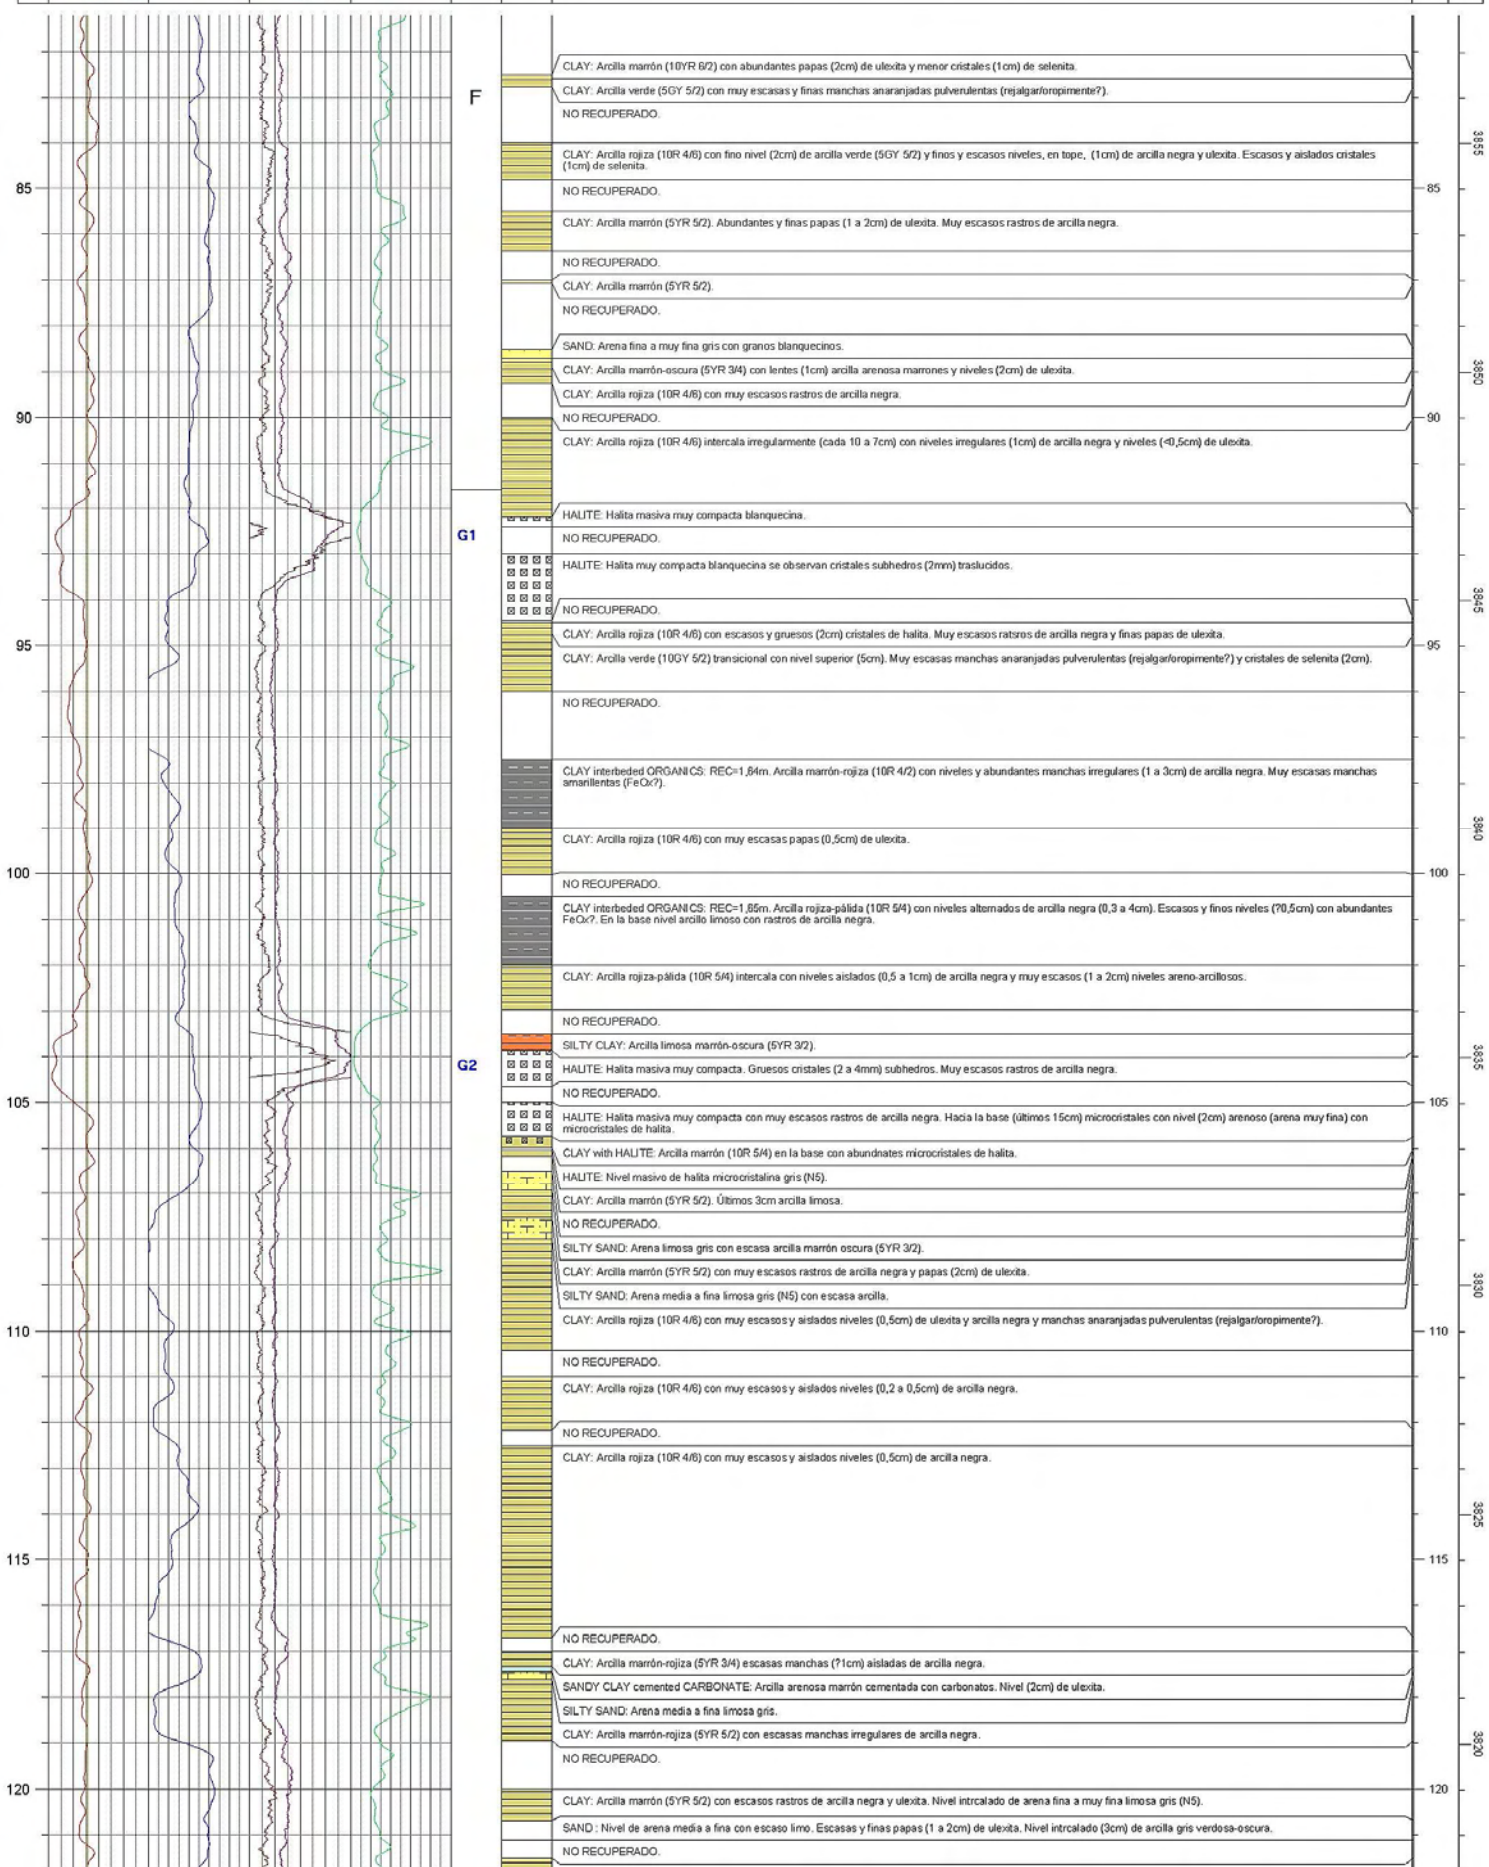 F
CLAY: Arcilla marrón (10YR 6/2) con abundantes papas (2cm) de ulexita y menor cristales (1cm) de selenita.
CLAY: Arcilla verde (5GY 5/2) con muy escasas y finas manchas anaranjadas pulverulentas (rejalgar/oropimente?).
NO RECUPERADO.
3855
CLAY: Arcilla rojiza (10R 4/6) con fino nivel (2cm) de arcilla verde (5GY 5/2) y finos y escasos niveles, en tope, (1cm) de arcilla negra y ulexita. Escasos y aislados cristales
(1cm) de selenita.
85
NO RECUPERADO.
85
CLAY: Arcilla marrón (5YR 5/2). Abundantes y finas papas (1 a 2cm) de ulexita. Muy escasos rastros de arcilla negra.
NO RECUPERADO.
CLAY: Arcilla marrón (5YR 5/2).
NO RECUPERADO.
SAND: Arena fina a muy fina gris con granos blanquecinos.
CLAY: Arcilla marrón-oscura (5YR 3/4) con lentes (1cm) arcilla arenosa marrones y niveles (2cm) de ulexita.
3850
CLAY: Arcilla rojiza (10R 4/6) con muy escasos rastros de arcilla negra.
90
NO RECUPERADO.
90
CLAY: Arcilla rojiza (10R 4/6) intercala irregularmente (cada 10 a 7cm) con niveles irregulares (1cm) de arcilla negra y niveles (<0,5cm) de ulexita.
HALITE: Halita masiva muy compacta blanquecina.
G1
NO RECUPERADO.
HALITE: Halita muy compacta blanquecina se observan cristales subhedros (2mm) traslucidos.
3845
NO RECUPERADO.
CLAY: Arcilla rojiza (10R 4/6) con escasos y gruesos (2cm) cristales de halita. Muy escasos ratsros de arcilla negra y finas papas de ulexita.
95
95
CLAY: Arcilla verde (10GY 5/2) transicional con nivel superior (5cm). Muy escasas manchas anaranjadas pulverulentas (rejalgar/oropimente?) y cristales de selenita (2cm).
NO RECUPERADO.
CLAY interbeded ORGANICS: REC=1,64m. Arcilla marrón-rojiza (10R 4/2) con niveles y abundantes manchas irregulares (1 a 3cm) de arcilla negra. Muy escasas manchas
amarillentas (FeOx?).
3840
CLAY: Arcilla rojiza (10R 4/6) con muy escasas papas (0,5cm) de ulexita.
100
100
NO RECUPERADO.
CLAY interbeded ORGANICS: REC=1,65m. Arcilla rojiza-pálida (10R 5/4) con niveles alternados de arcilla negra (0,3 a 4cm). Escasos y finos niveles (?0,5cm) con abundantes
FeOx?. En la base nivel arcillo limoso con rastros de arcilla negra.
CLAY: Arcilla rojiza-pálida (10R 5/4) intercala con niveles aislados (0,5 a 1cm) de arcilla negra y muy escasos (1 a 2cm) niveles areno-arcillosos.
NO RECUPERADO.
SILTY CLAY: Arcilla limosa marrón-oscura (5YR 3/2).
3835
G2
HALITE: Halita masiva muy compacta. Gruesos cristales (2 a 4mm) subhedros. Muy escasos rastros de arcilla negra.
NO RECUPERADO.
105
105
HALITE: Halita masiva muy compacta con muy escasos rastros de arcilla negra. Hacia la base (últimos 15cm) microcristales con nivel (2cm) arenoso (arena muy fina) con
microcristales de halita.
CLAY with HALITE: Arcilla marrón (10R 5/4) en la base con abundnates microcristales de halita.
HALITE: Nivel masivo de halita microcristalina gris (N5).
CLAY: Arcilla marrón (5YR 5/2). Últimos 3cm arcilla limosa.
NO RECUPERADO.
SILTY SAND: Arena limosa gris con escasa arcilla marrón oscura (5YR 3/2).
CLAY: Arcilla marrón (5YR 5/2) con muy escasos rastros de arcilla negra y papas (2cm) de ulexita.
3830
SILTY SAND: Arena media a fina limosa gris (N5) con escasa arcilla.
CLAY: Arcilla rojiza (10R 4/6) con muy escasos y aislados niveles (0,5cm) de ulexita y arcilla negra y manchas anaranjadas pulverulentas (rejalgar/oropimente?).
110
110
NO RECUPERADO.
CLAY: Arcilla rojiza (10R 4/6) con muy escasos y aislados niveles (0,2 a 0,5cm) de arcilla negra.
NO RECUPERADO.
CLAY: Arcilla rojiza (10R 4/6) con muy escasos y aislados niveles (0,5cm) de arcilla negra.
3825
115
115
NO RECUPERADO.
CLAY: Arcilla marrón-rojiza (5YR 3/4) escasas manchas (?1cm) aisladas de arcilla negra.
SANDY CLAY cemented CARBONATE: Arcilla arenosa marrón cementada con carbonatos. Nivel (2cm) de ulexita.
SILTY SAND: Arena media a fina limosa gris.
CLAY: Arcilla marrón-rojiza (5YR 5/2) con escasas manchas irregulares de arcilla negra.
3820
NO RECUPERADO.
120
120
CLAY: Arcilla marrón (5YR 5/2) con escasos rastros de arcilla negra y ulexita. Nivel intrcalado de arena fina a muy fina limosa gris (N5).
SAND : Nivel de arena media a fina con escaso limo. Escasas y finas papas (1 a 2cm) de ulexita. Nivel intrcalado (3cm) de arcilla gris verdosa-oscura.
NO RECUPERADO.